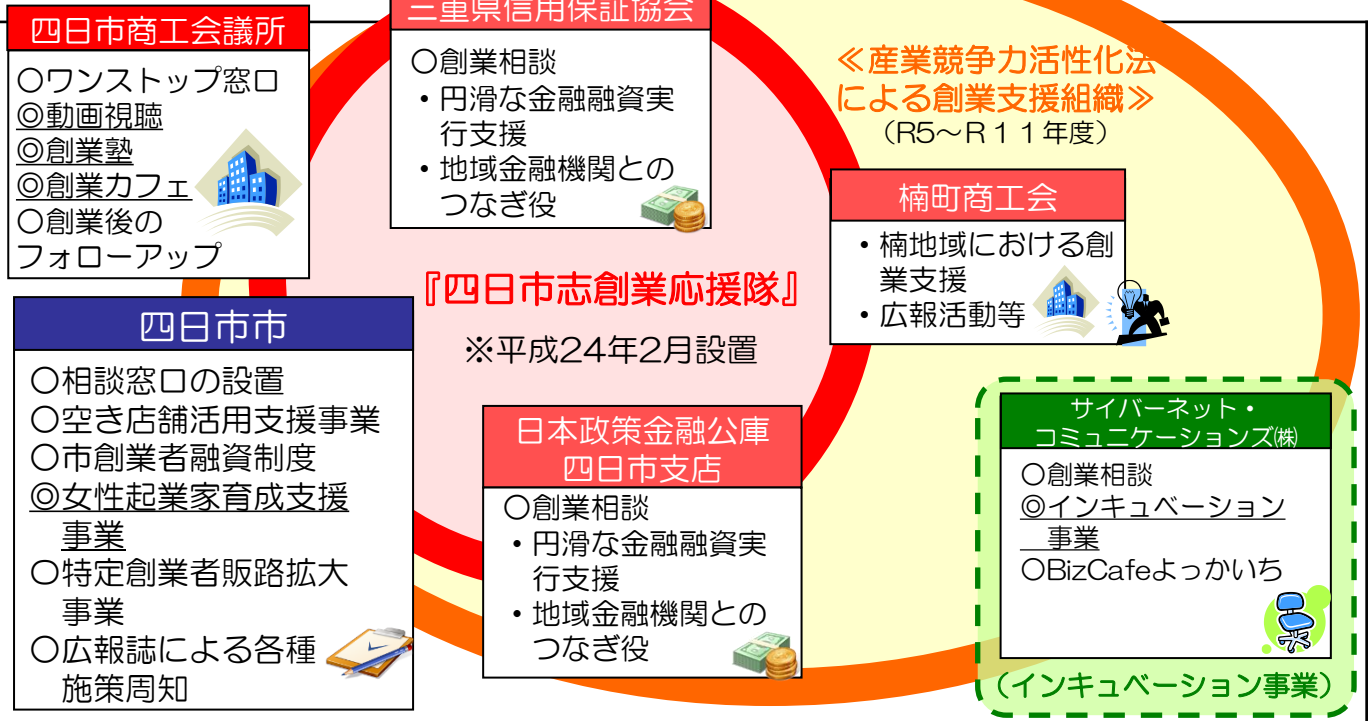 四日市商工会議所
〇ワンストップ窓口
◎動画視聴
◎創業塾
◎創業カフェ
〇創業後の
フォローアップ
三重県信用保証協会
〇創業相談
・円滑な金融融資実
行支援
・地域金融機関との
つなぎ役
≪産業競争力活性化法
による創業支援組織≫
（R5～R１１年度）
楠町商工会
・楠地域における創
業支援
・広報活動等
『四日市志創業応援隊』
※平成24年2月設置
四日市市
〇相談窓口の設置
〇空き店舗活用支援事業
〇市創業者融資制度
◎女性起業家育成支援
事業
〇特定創業者販路拡大
事業
〇広報誌による各種
施策周知
日本政策金融公庫
四日市支店
〇創業相談
・円滑な金融融資実
行支援
・地域金融機関との
つなぎ役
サイバーネット・
コミュニケーションズ㈱
〇創業相談
◎インキュベーション
事業
〇BizCafeよっかいち
（インキュベーション事業）